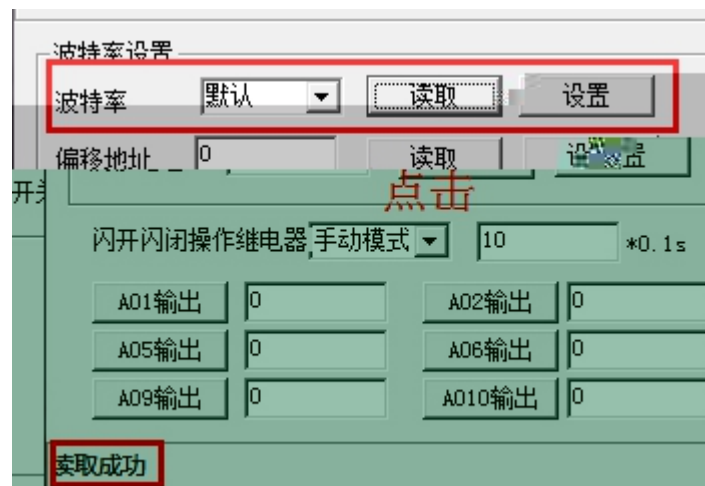 波特率设置
波特率 默认 读取 设置
偏移地址 0 读取
点击
闪开闪闭操作继电器 手动模式 10 *0.1s
A01输出 0 A02输出 0
A05输出 0 A06输出 0
A09输出 0 A010输出 0
读取成功